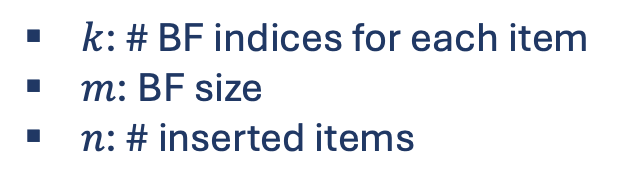 ▪ k: # BF indices for each item
▪ m: BF size
▪ n: # inserted items